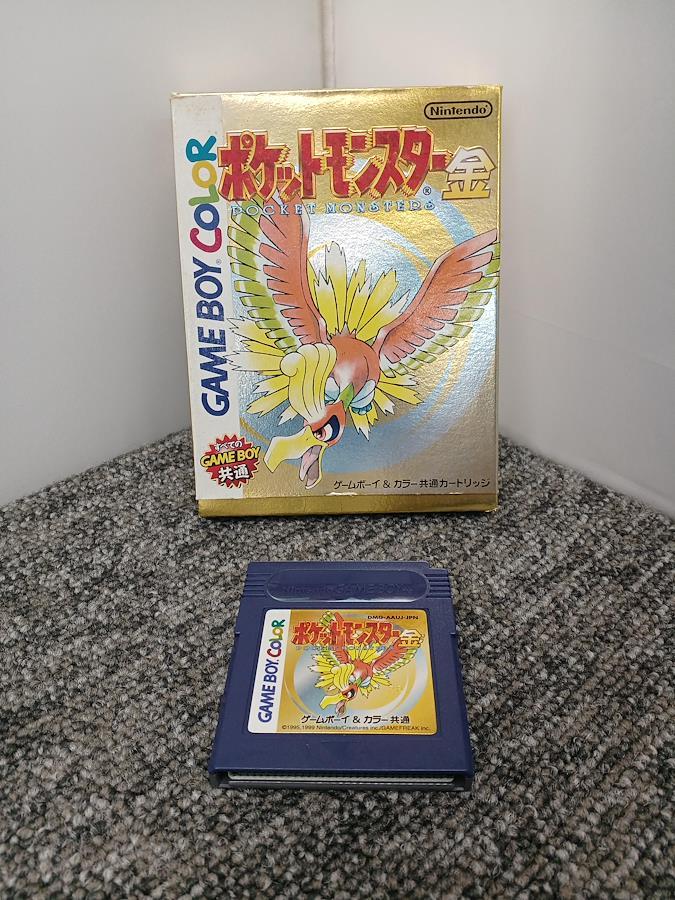 Nintendo®
GAME BOY COLOR
ポケットモンスター®金
POCKET MONSTERS
すべての
GAME BOY
共通
ゲームボーイ & カラー共通カートリッジ
DMG-AAUJ-JPN
GAME BOY COLOR
ポケットモンスター金
POCKET MONSTERS
ゲームボーイ & カラー 共通
©1995,1999 Nintendo/Creatures inc./GAMEFREAK inc.